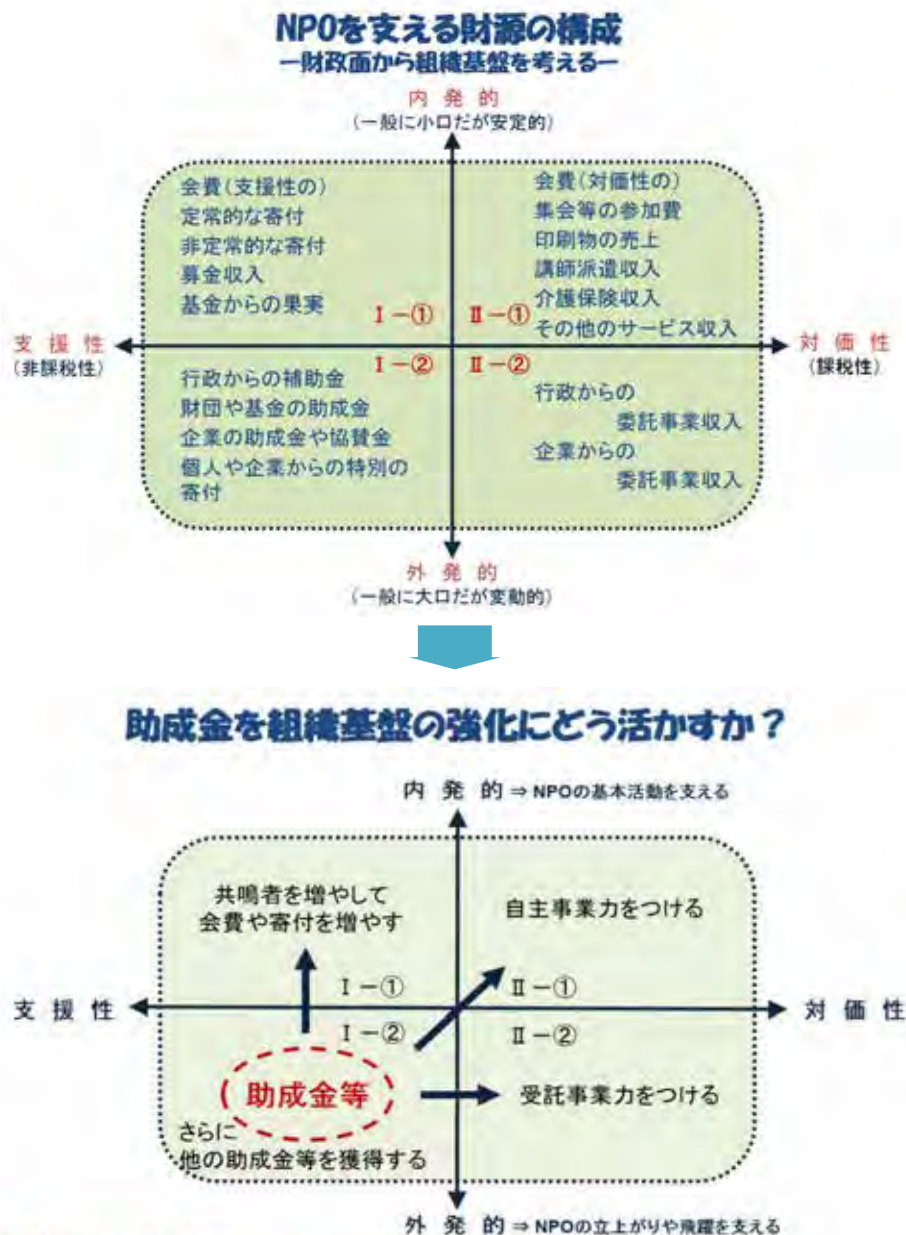 NPOを支える財源の構成
ー財政面から組織基盤を考えるー
内 発 的
(一般に小口だが安定的)
会費(支援性の)
定常的な寄付
非定常的な寄付
募金収入
基金からの果実
Ⅰ-①
会費(対価性の)
集会等の参加費
印刷物の売上
講師派遣収入
介護保険収入
その他のサービス収入
Ⅱ-①
支 援 性
(非課税性)
対 価 性
(課税性)
Ⅰ-②
行政からの補助金
財団や基金の助成金
企業の助成金や協賛金
個人や企業からの特別の
寄付
Ⅱ-②
行政からの
委託事業収入
企業からの
委託事業収入
外 発 的
(一般に大口だが変動的)
助成金を組織基盤の強化にどう活かすか?
内 発 的 ⇒ NPOの基本活動を支える
共鳴者を増やして
会費や寄付を増やす
自主事業力をつける
Ⅰ-①
Ⅱ-①
支 援 性
対 価 性
Ⅰ-②
Ⅱ-②
助成金等
受託事業力をつける
さらに
他の助成金等を獲得する
外 発 的 ⇒ NPOの立上がりや飛躍を支える